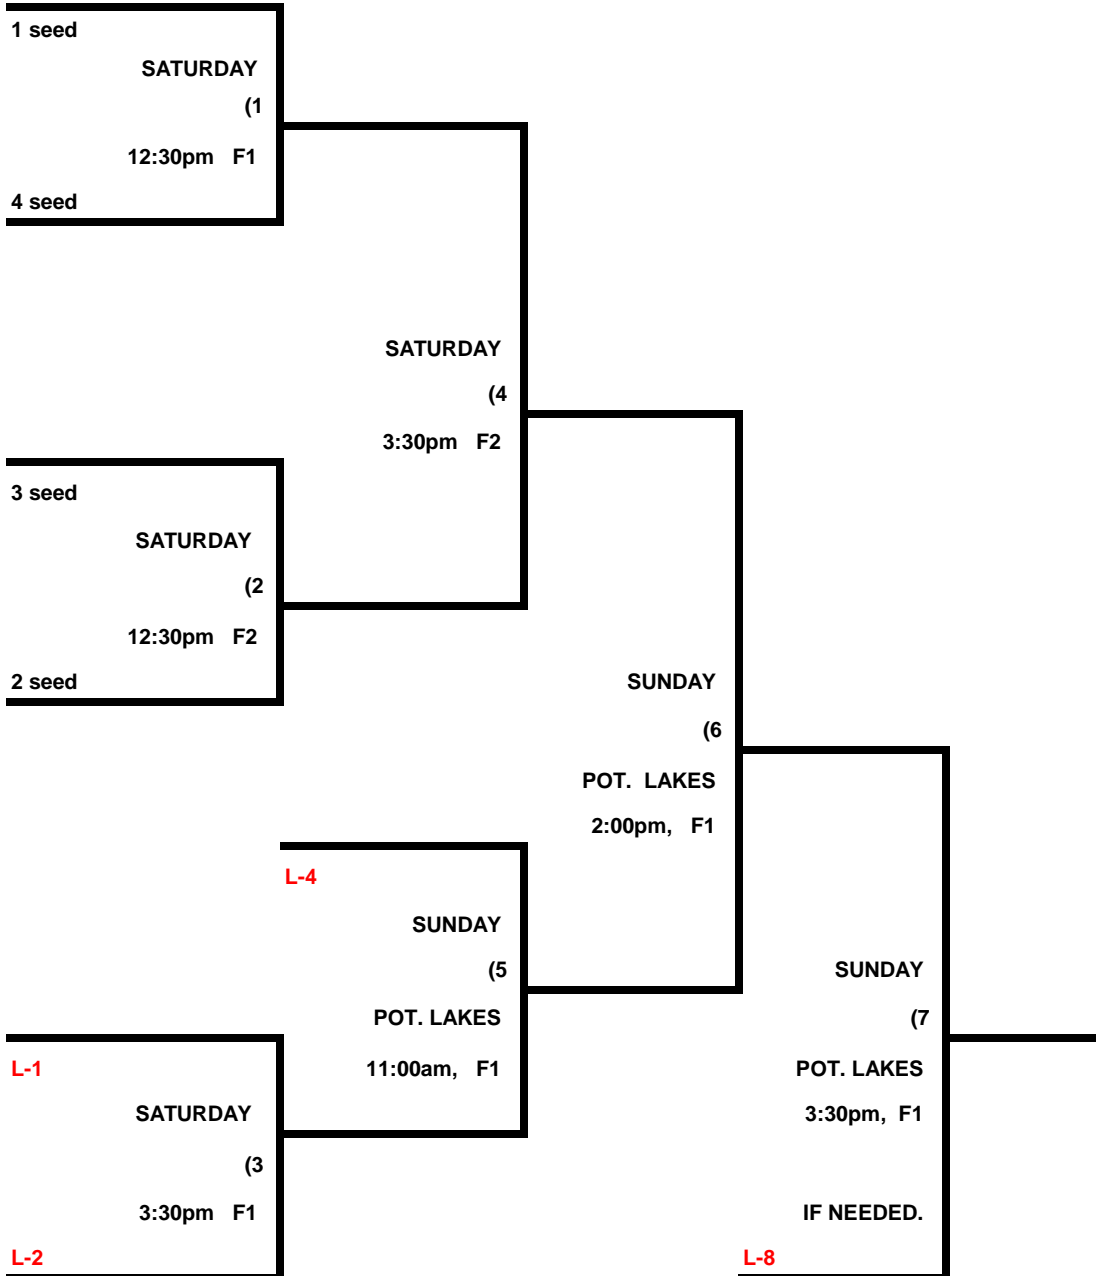 1 seed
SATURDAY
(1
12:30pm F1
4 seed
SATURDAY
(4
3:30pm F2
3 seed
SATURDAY
(2
12:30pm F2
2 seed
SUNDAY
(6
POT. LAKES
2:00pm, F1
L-4
SUNDAY
(5
POT. LAKES
11:00am, F1
SUNDAY
(7
POT. LAKES
3:30pm, F1
IF NEEDED.
L-8
L-1
SATURDAY
(3
3:30pm F1
L-2